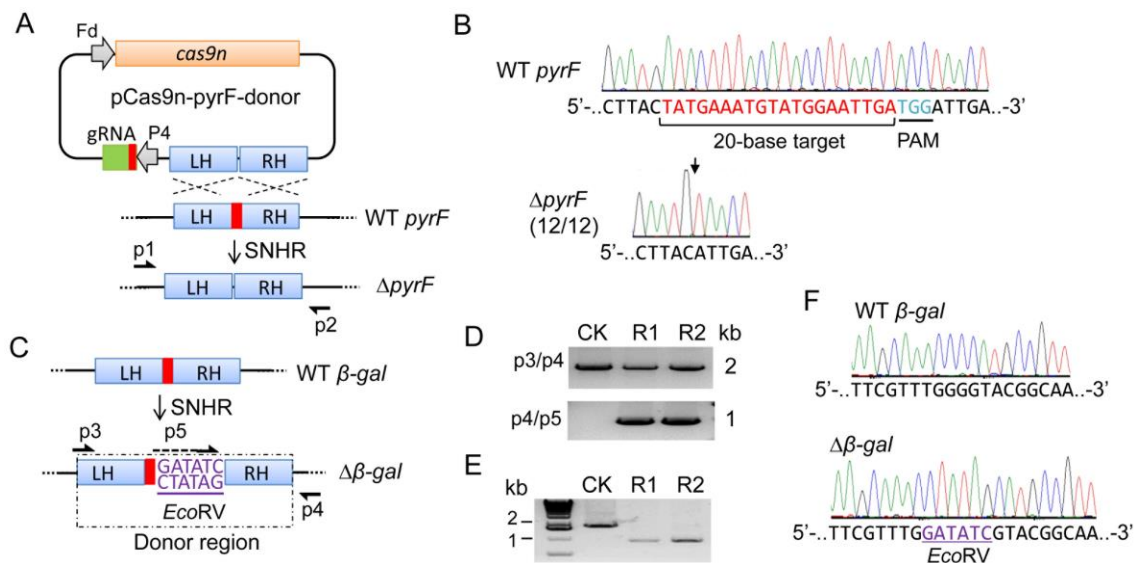 A
Fd
cas9n
pCas9n-pyrF-donor
gRNA
P4
LH
RH
LH
RH
WT pyrF
SNHR
p1
LH
RH
ΔpyrF
p2
B
WT pyrF
5'-..CTTACTATGAAATGTATGGAATTGATGGATTGA..-3'
20-base target
PAM
ΔpyrF
(12/12)
5'-..CTTACATTGA..-3'
C
LH
RH
WT β-gal
SNHR
p3
p5
LH
GATATC
CTATAG
RH
Δβ-gal
EcoRV
p4
Donor region
D
CK
R1
R2
kb
p3/p4
2
p4/p5
1
E
kb
CK
R1
R2
2
1
F
WT β-gal
5'-..TTCGTTTGGGGTACGGCAA..-3'
Δβ-gal
5'-..TTCGTTTGGATATCGTACGGCAA..-3'
EcoRV